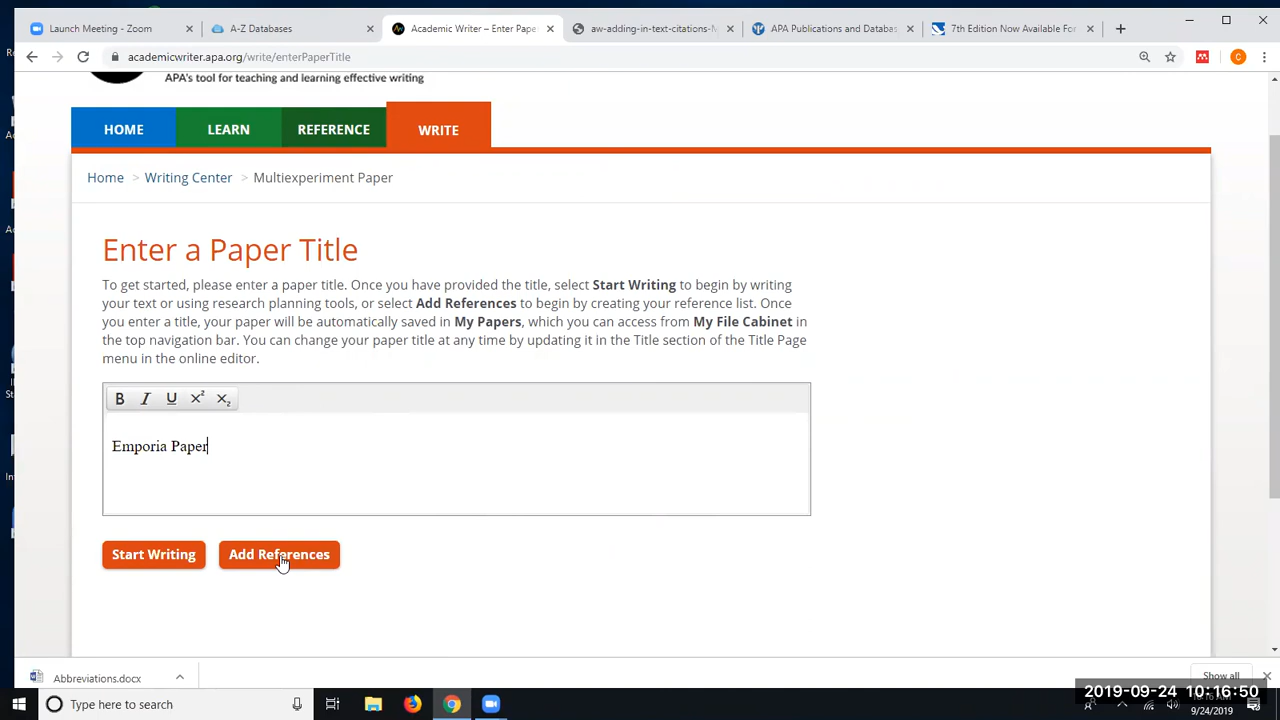 Launch Meeting - Zoom
A-Z Databases
Academic Writer – Enter Pape
aw-adding-in-text-citations-
APA Publications and Databas
7th Edition Now Available For
academicwriter.apa.org/write/enterPaperTitle
C
APA's tool for teaching and learning effective writing
HOME
LEARN
REFERENCE
WRITE
Home > Writing Center > Multiexperiment Paper
Enter a Paper Title
To get started, please enter a paper title. Once you have provided the title, select Start Writing to begin by writing
your text or using research planning tools, or select Add References to begin by creating your reference list. Once
you enter a title, your paper will be automatically saved in My Papers, which you can access from My File Cabinet in
the top navigation bar. You can change your paper title at any time by updating it in the Title section of the Title Page
menu in the online editor.
B I U X² X₂
Emporia Paper
Start Writing
Add References
Abbreviations.docx
Show all
Type here to search
2019-09-24 10:16:50
9/24/2019